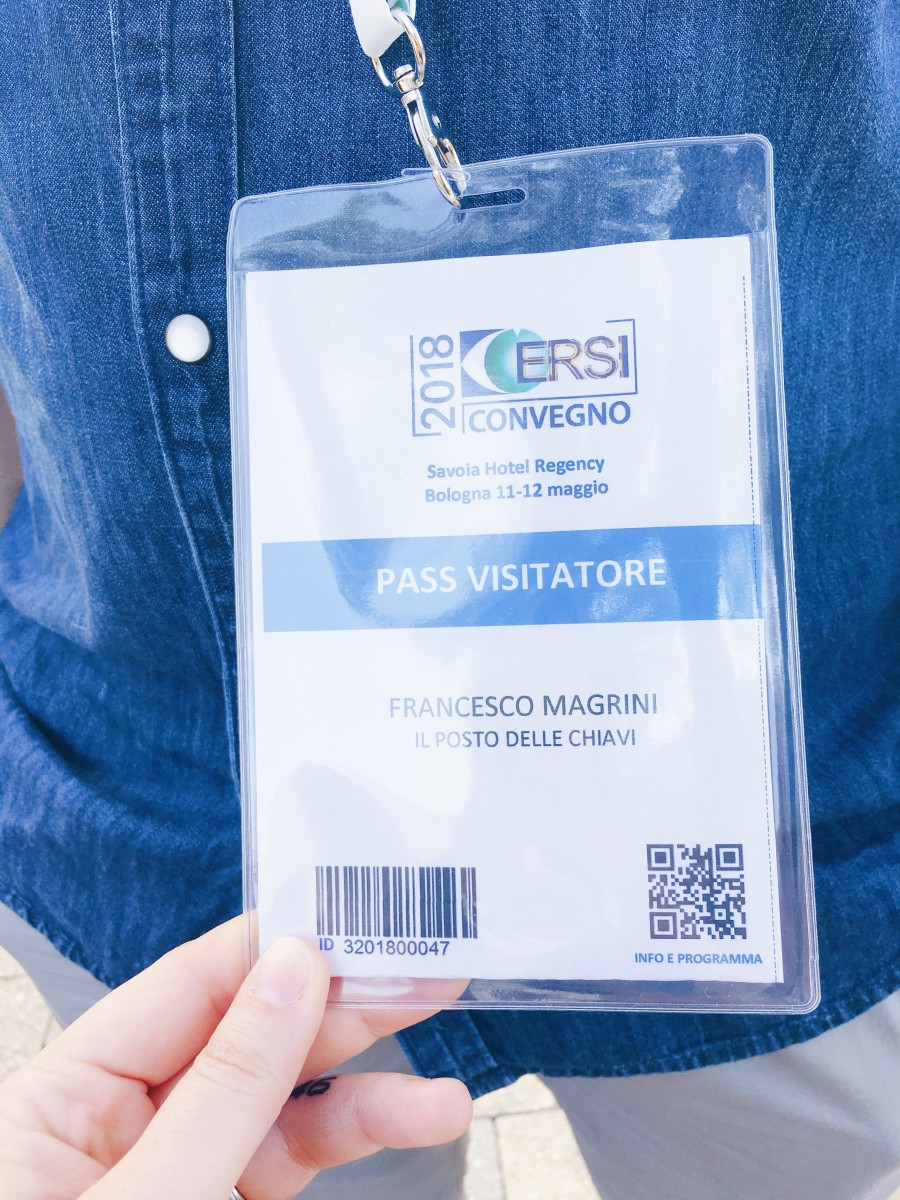 2018
CERSI
CONVEGNO
Savoia Hotel Regency
Bologna 11-12 maggio
PASS VISITATORE
FRANCESCO MAGRINI
IL POSTO DELLE CHIAVI
ID 3201800047
INFO E PROGRAMMA